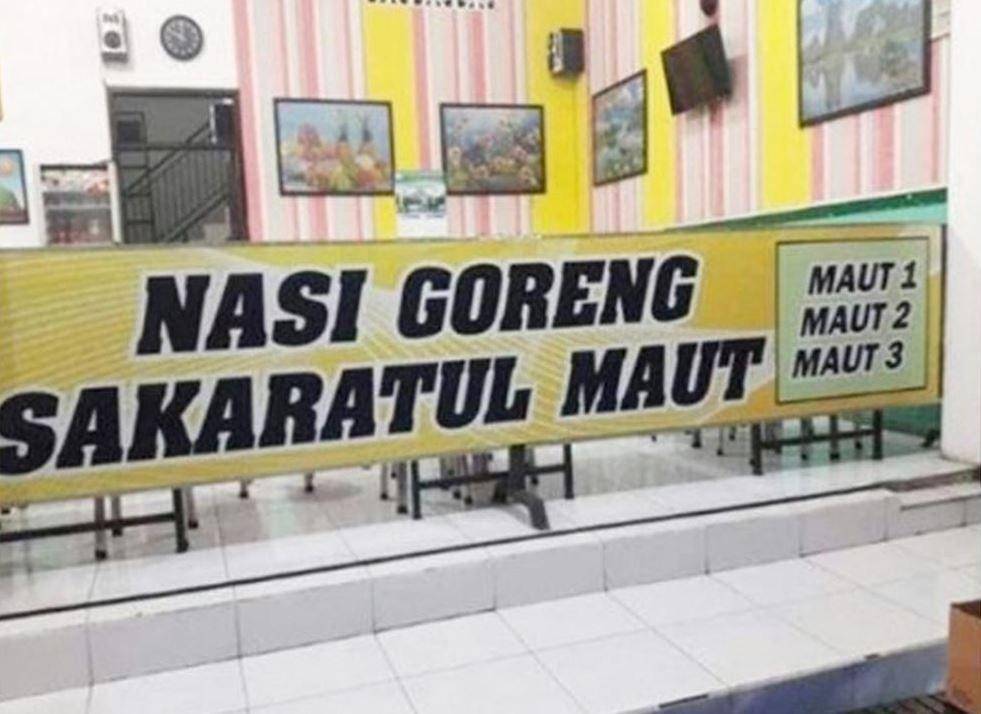 NASI GORENG
SAKARATUL MAUT
MAUT 1
MAUT 2
MAUT 3